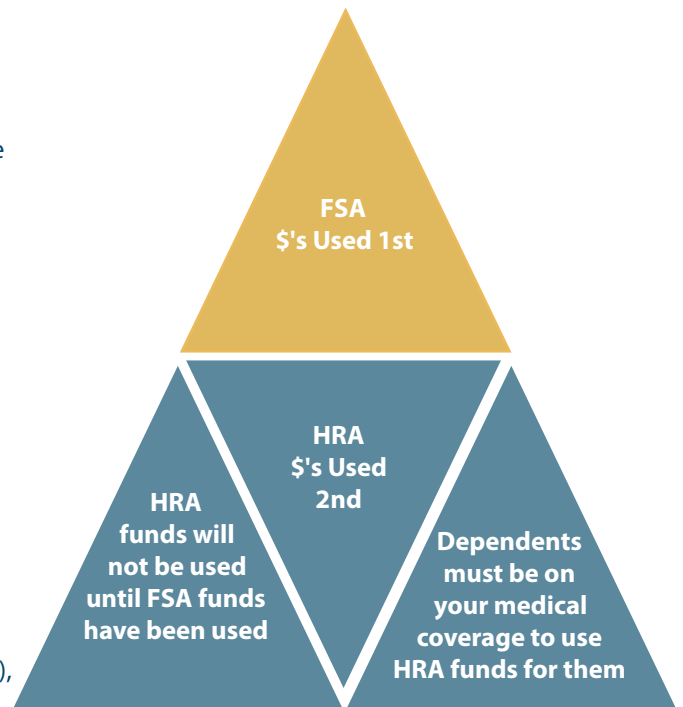 e
FSA
$'s Used 1st
HRA
$'s Used
2nd
HRA
funds will
not be used
until FSA funds
have been used
Dependents
must be on
your medical
coverage to use
HRA funds for them
),